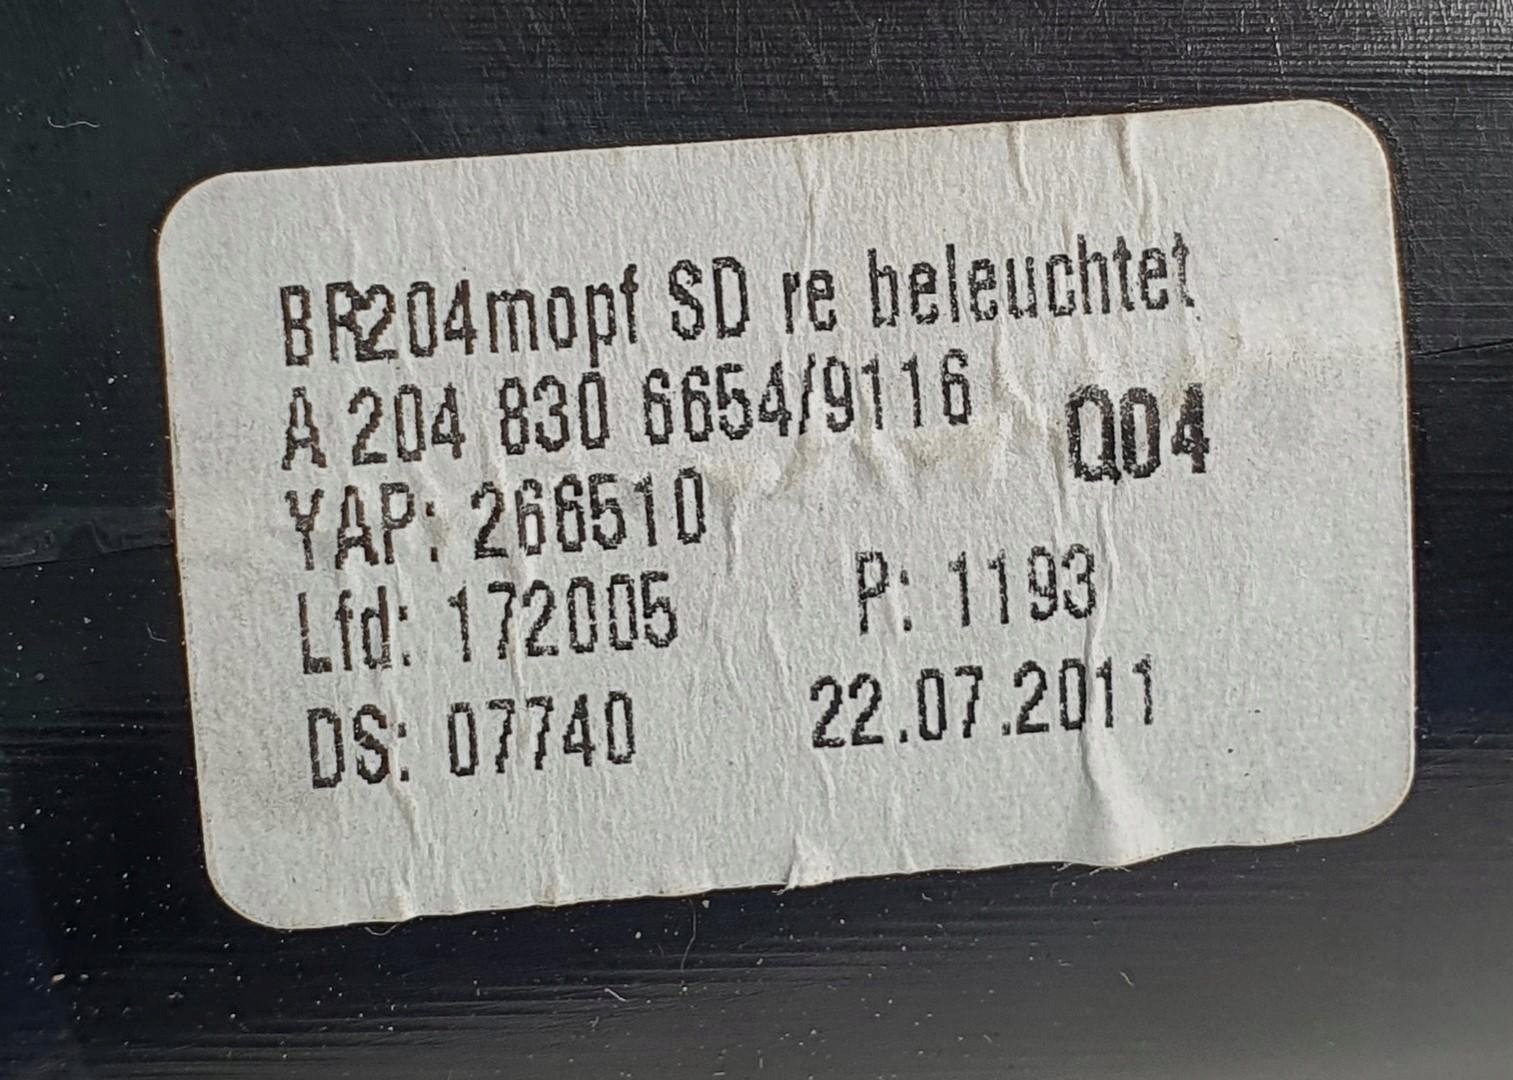 BR204mopf SD re beleuchtet
A 204 830 6654/9116
Q04
YAP: 266510
Lfd: 172005 P: 1193
DS: 07740 22.07.2011